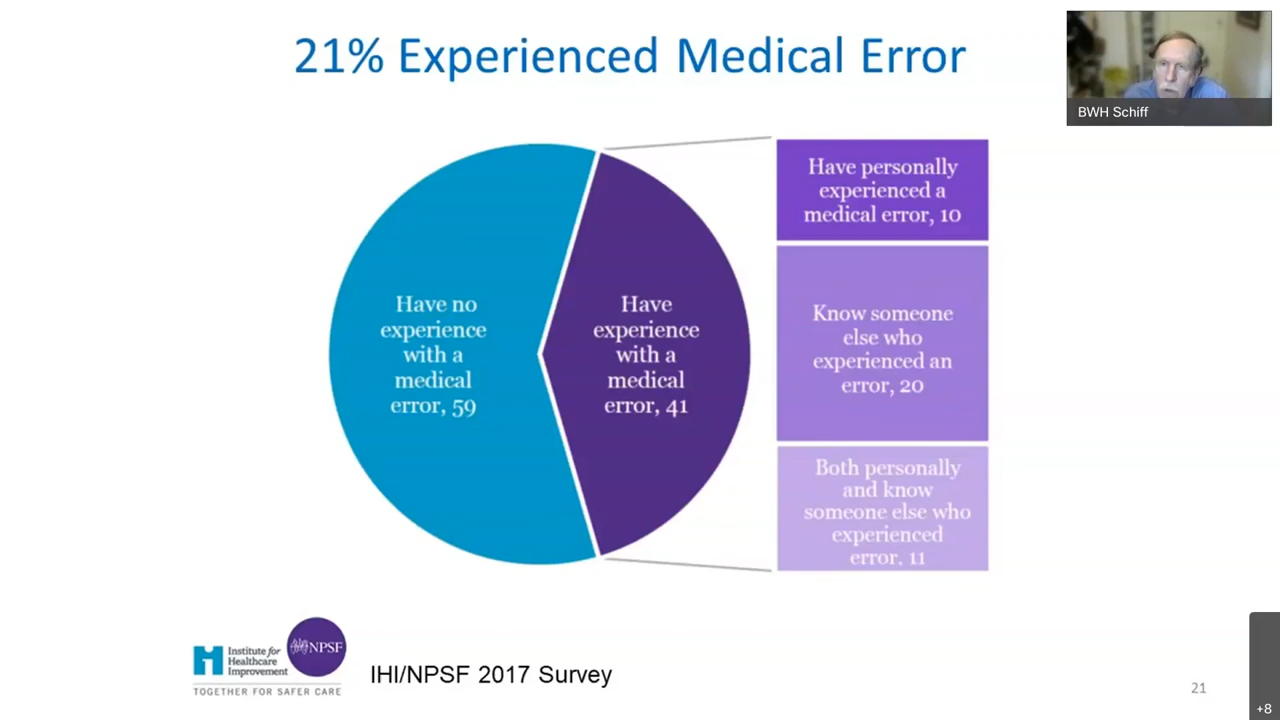 21% Experienced Medical Error
BWH Schiff
Have no
experience
with a
medical
error, 59
Have
experience
with a
medical
error, 41
Have personally
experienced a
medical error, 10
Know someone
else who
experienced an
error, 20
Both personally
and know
someone else who
experienced
error, 11
Institute for
Healthcare
Improvement
NPSF
TOGETHER FOR SAFER CARE
IHI/NPSF 2017 Survey
21
+8